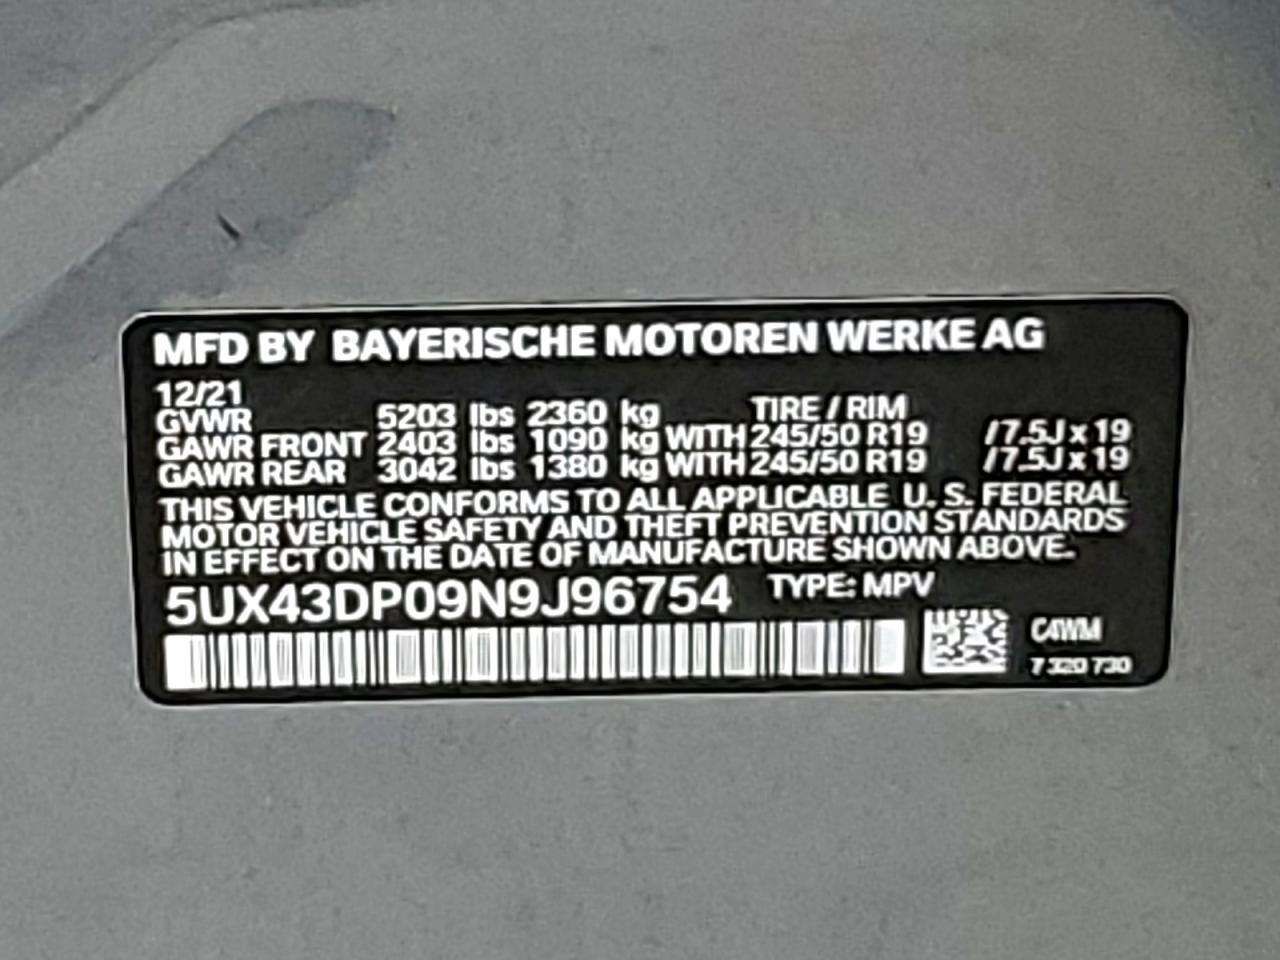 MFD BY BAYERISCHE MOTOREN WERKE AG
12/21
GVWR 5203 lbs 2360 kg TIRE / RIM
GAWR FRONT 2403 lbs 1090 kg WITH 245/50 R19 /7.5J x 19
GAWR REAR 3042 lbs 1380 kg WITH 245/50 R19 /7.5J x 19
THIS VEHICLE CONFORMS TO ALL APPLICABLE U. S. FEDERAL
MOTOR VEHICLE SAFETY AND THEFT PREVENTION STANDARDS
IN EFFECT ON THE DATE OF MANUFACTURE SHOWN ABOVE.
5UX43DP09N9J96754 TYPE: MPV
C4WM
7 320 730